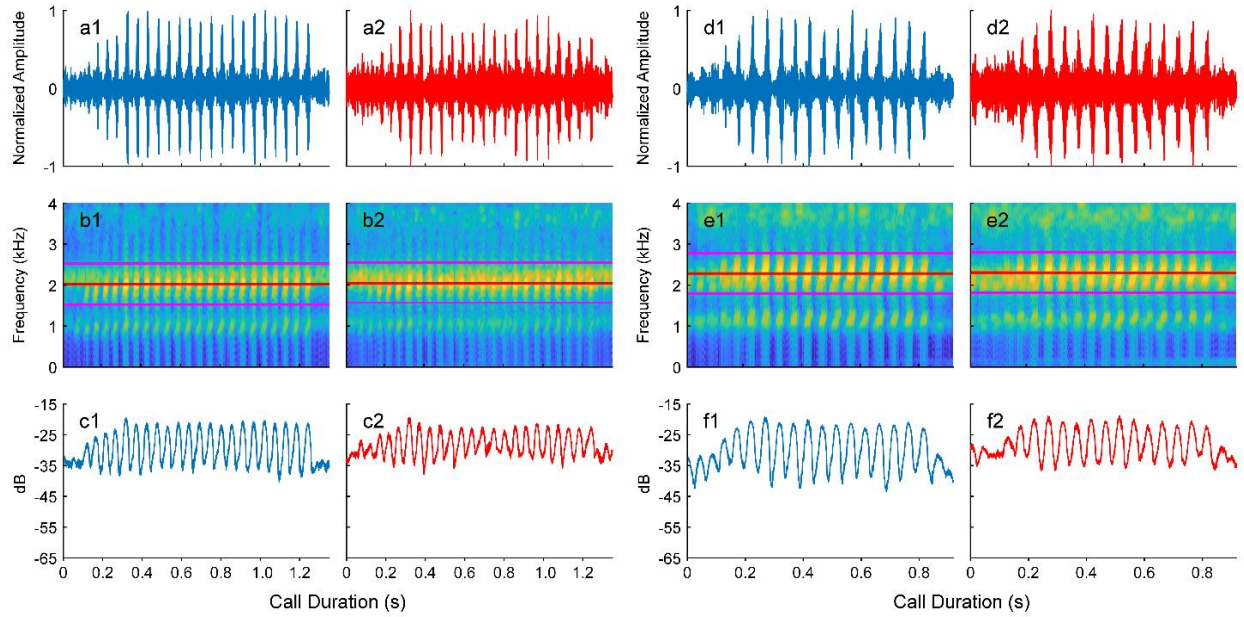 Normalized Amplitude
1
0
-1
a1
a2
Normalized Amplitude
1
0
-1
d1
d2
Frequency (kHz)
4
3
2
1
0
b1
b2
Frequency (kHz)
4
3
2
1
0
e1
e2
dB
-15
-25
-35
-45
-55
-65
c1
c2
0 0.2 0.4 0.6 0.8 1.0 1.2
0 0.2 0.4 0.6 0.8 1.0 1.2
Call Duration (s)
dB
-15
-25
-35
-45
-55
-65
f1
f2
0 0.2 0.4 0.6 0.8
0 0.2 0.4 0.6 0.8
Call Duration (s)